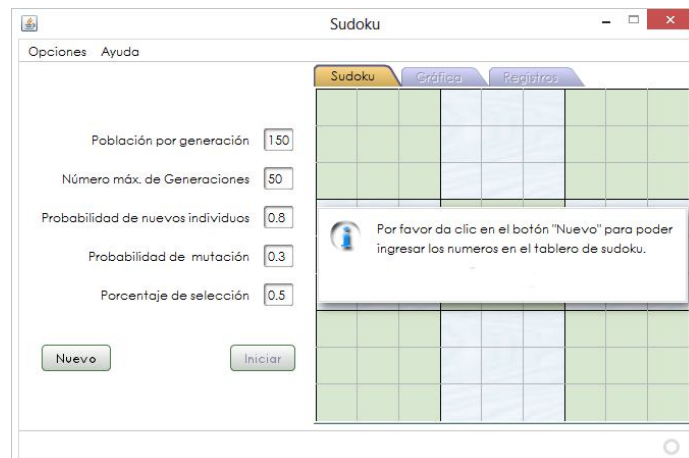 Sudoku
Opciones Ayuda
Sudoku Gráfica Registros
Población por generación 150
Número máx. de Generaciones 50
Probabilidad de nuevos individuos 0.8
Probabilidad de mutación 0.3
Porcentaje de selección 0.5
Por favor da clic en el botón "Nuevo" para poder
ingresar los numeros en el tablero de sudoku.
Nuevo Iniciar